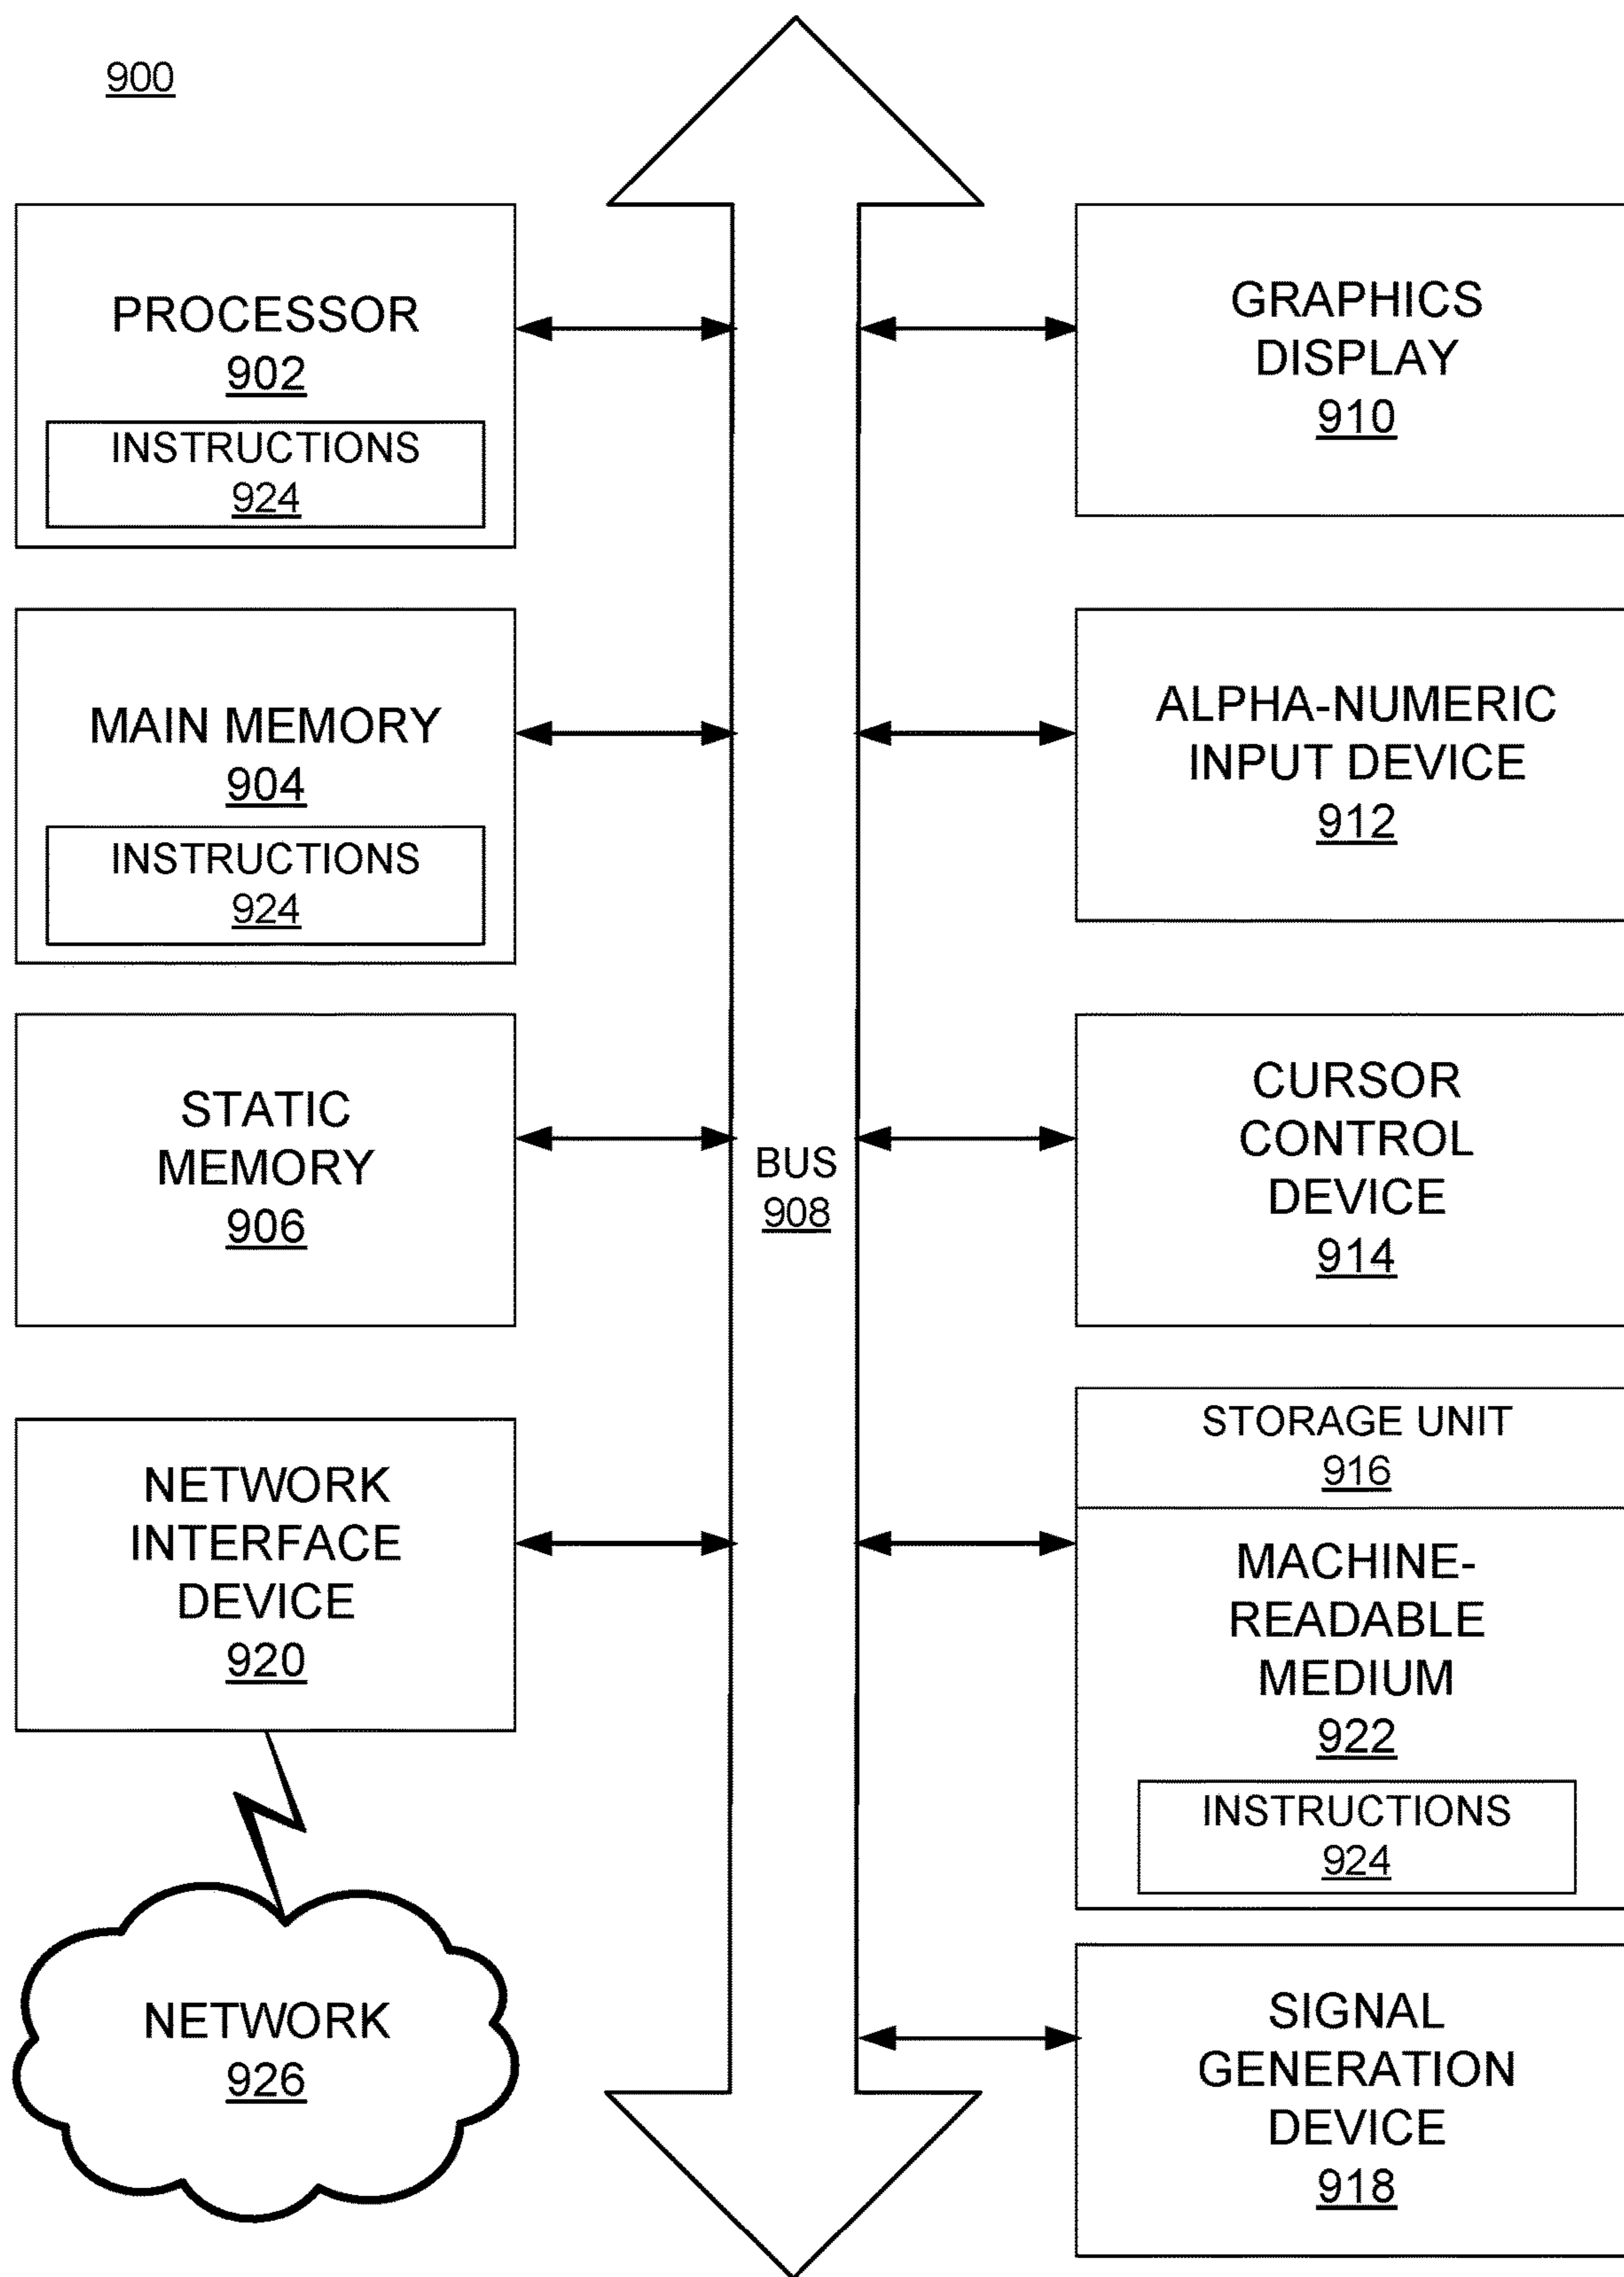 900
PROCESSOR
902
INSTRUCTIONS
924
MAIN MEMORY
904
INSTRUCTIONS
924
STATIC
MEMORY
906
NETWORK
INTERFACE
DEVICE
920
NETWORK
926
BUS
908
GRAPHICS
DISPLAY
910
ALPHA-NUMERIC
INPUT DEVICE
912
CURSOR
CONTROL
DEVICE
914
STORAGE UNIT
916
MACHINE-
READABLE
MEDIUM
922
INSTRUCTIONS
924
SIGNAL
GENERATION
DEVICE
918